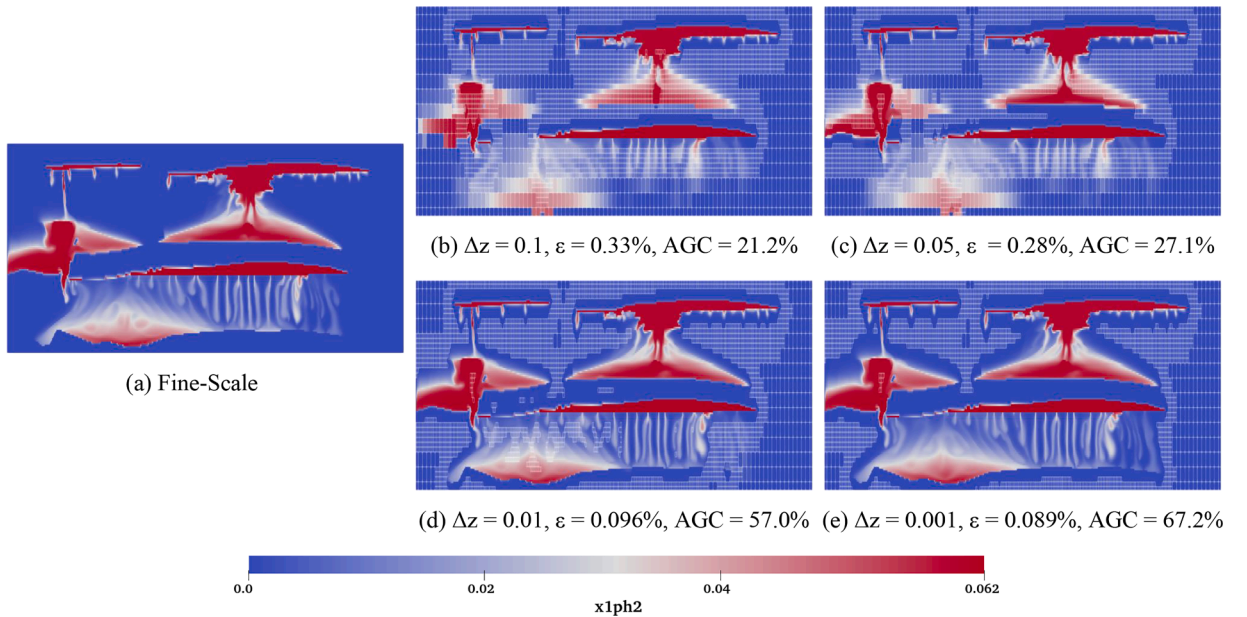 (b) Δz = 0.1, ε = 0.33%, AGC = 21.2%
(c) Δz = 0.05, ε = 0.28%, AGC = 27.1%
(a) Fine-Scale
(d) Δz = 0.01, ε = 0.096%, AGC = 57.0%
(e) Δz = 0.001, ε = 0.089%, AGC = 67.2%
0.0
0.02
0.04
0.062
x1ph2